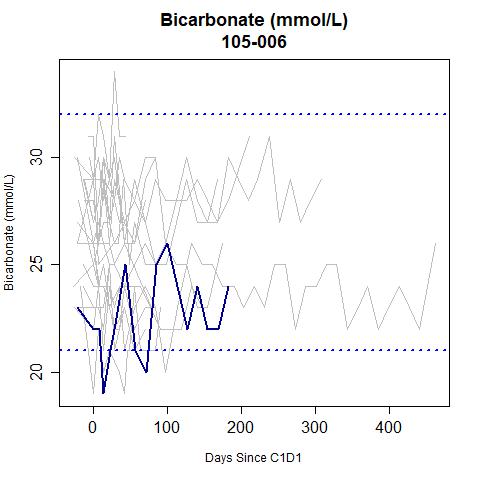 Bicarbonate (mmol/L)
105-006
Bicarbonate (mmol/L)
30
25
20
0 100 200 300 400
Days Since C1D1